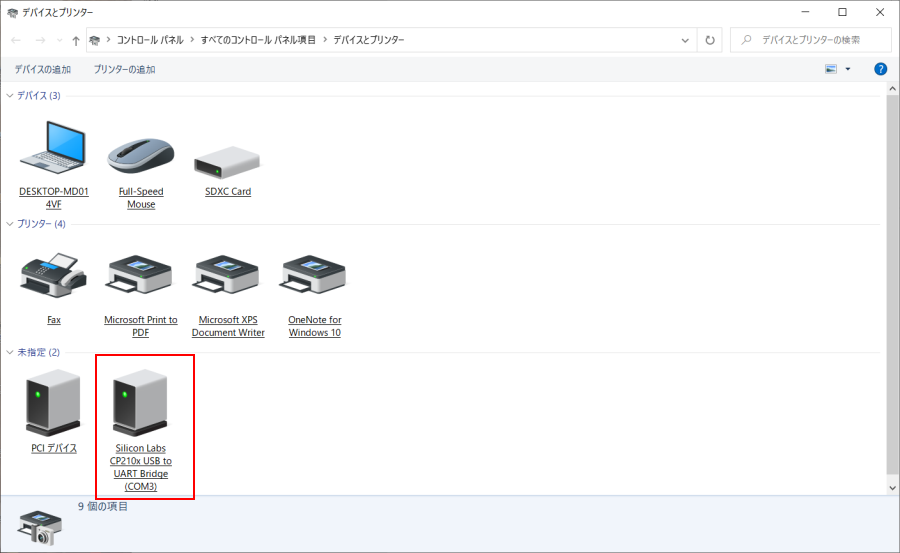 デバイスとプリンター
コントロール パネル > すべてのコントロール パネル項目 > デバイスとプリンター
デバイスとプリンターの検索
デバイスの追加 プリンターの追加
?
デバイス (3)
DESKTOP-MD01
4VF
Full-Speed
Mouse
SDXC Card
プリンター (4)
Fax
Microsoft Print to
PDF
Microsoft XPS
Document Writer
OneNote for
Windows 10
未指定 (2)
PCI デバイス
Silicon Labs
CP210x USB to
UART Bridge
(COM3)
9 個の項目